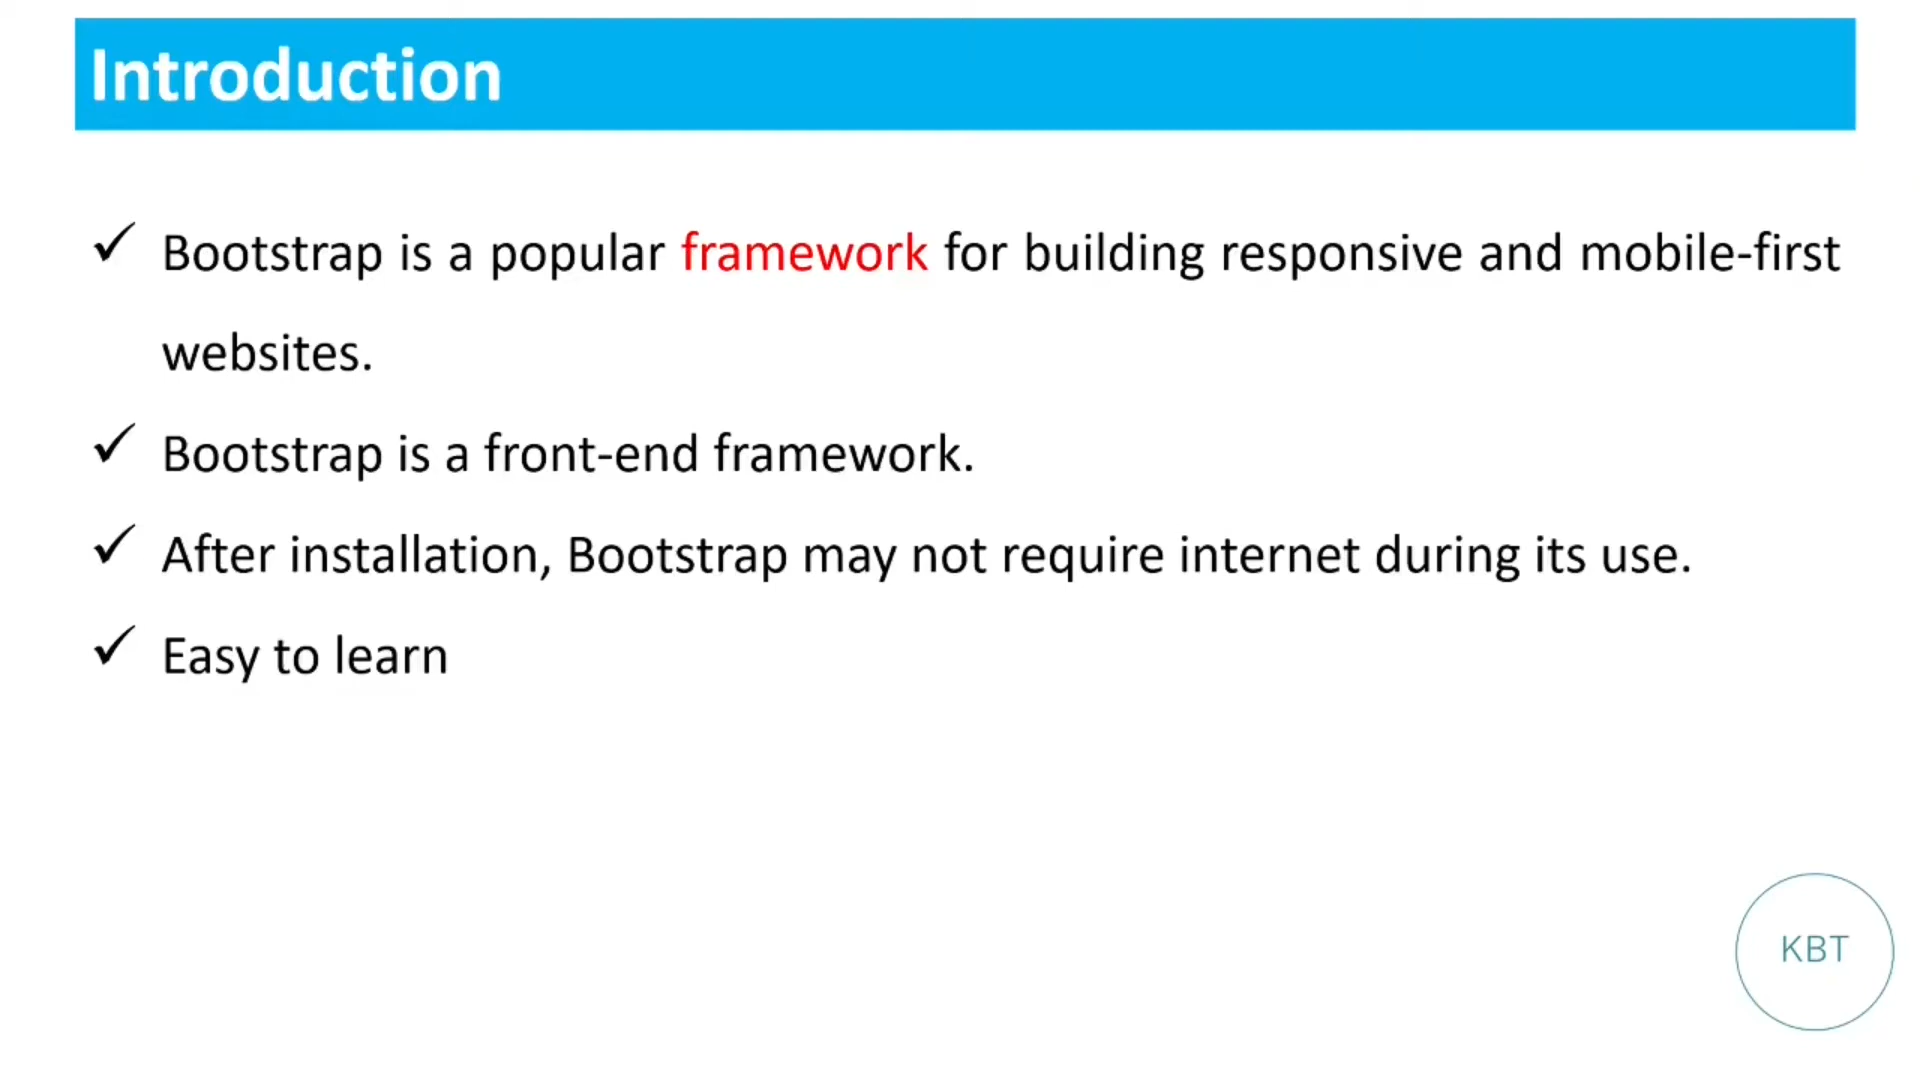 Introduction
✓ Bootstrap is a popular framework for building responsive and mobile-first
websites.
✓ Bootstrap is a front-end framework.
✓ After installation, Bootstrap may not require internet during its use.
✓ Easy to learn
KBT